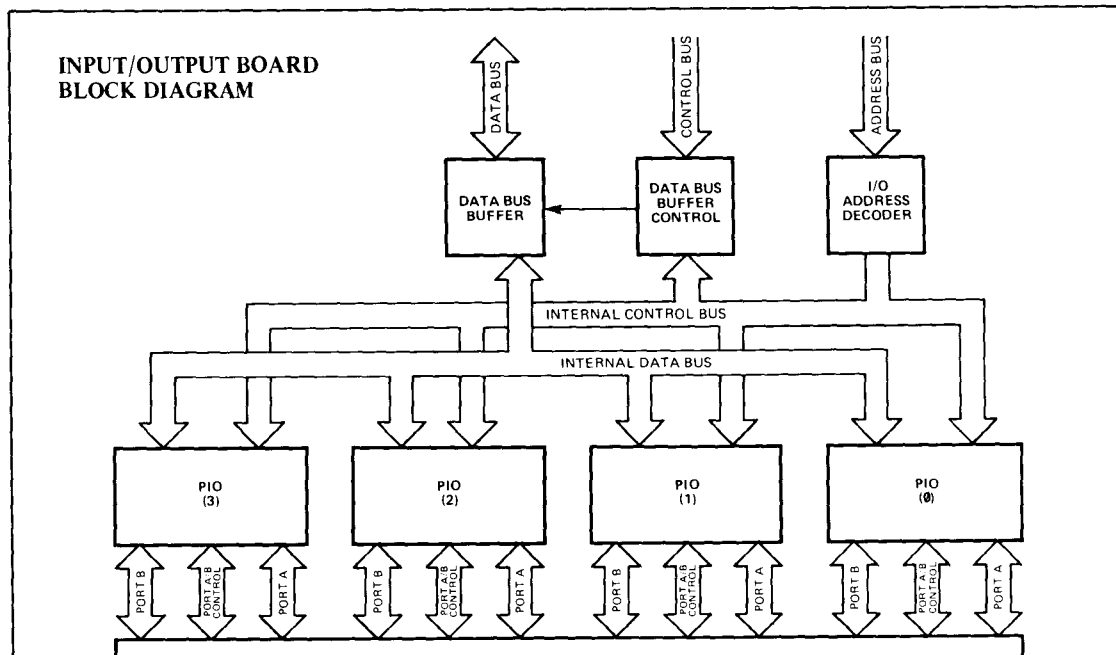 INPUT/OUTPUT BOARD
BLOCK DIAGRAM
DATA BUS
CONTROL BUS
ADDRESS BUS
DATA BUS
BUFFER
DATA BUS
BUFFER
CONTROL
I/O
ADDRESS
DECODER
INTERNAL CONTROL BUS
INTERNAL DATA BUS
PIO
(3)
PIO
(2)
PIO
(1)
PIO
(0)
PORT B
PORT A/B
CONTROL
PORT A
PORT B
PORT A/B
CONTROL
PORT A
PORT B
PORT A/B
CONTROL
PORT A
PORT B
PORT A/B
CONTROL
PORT A